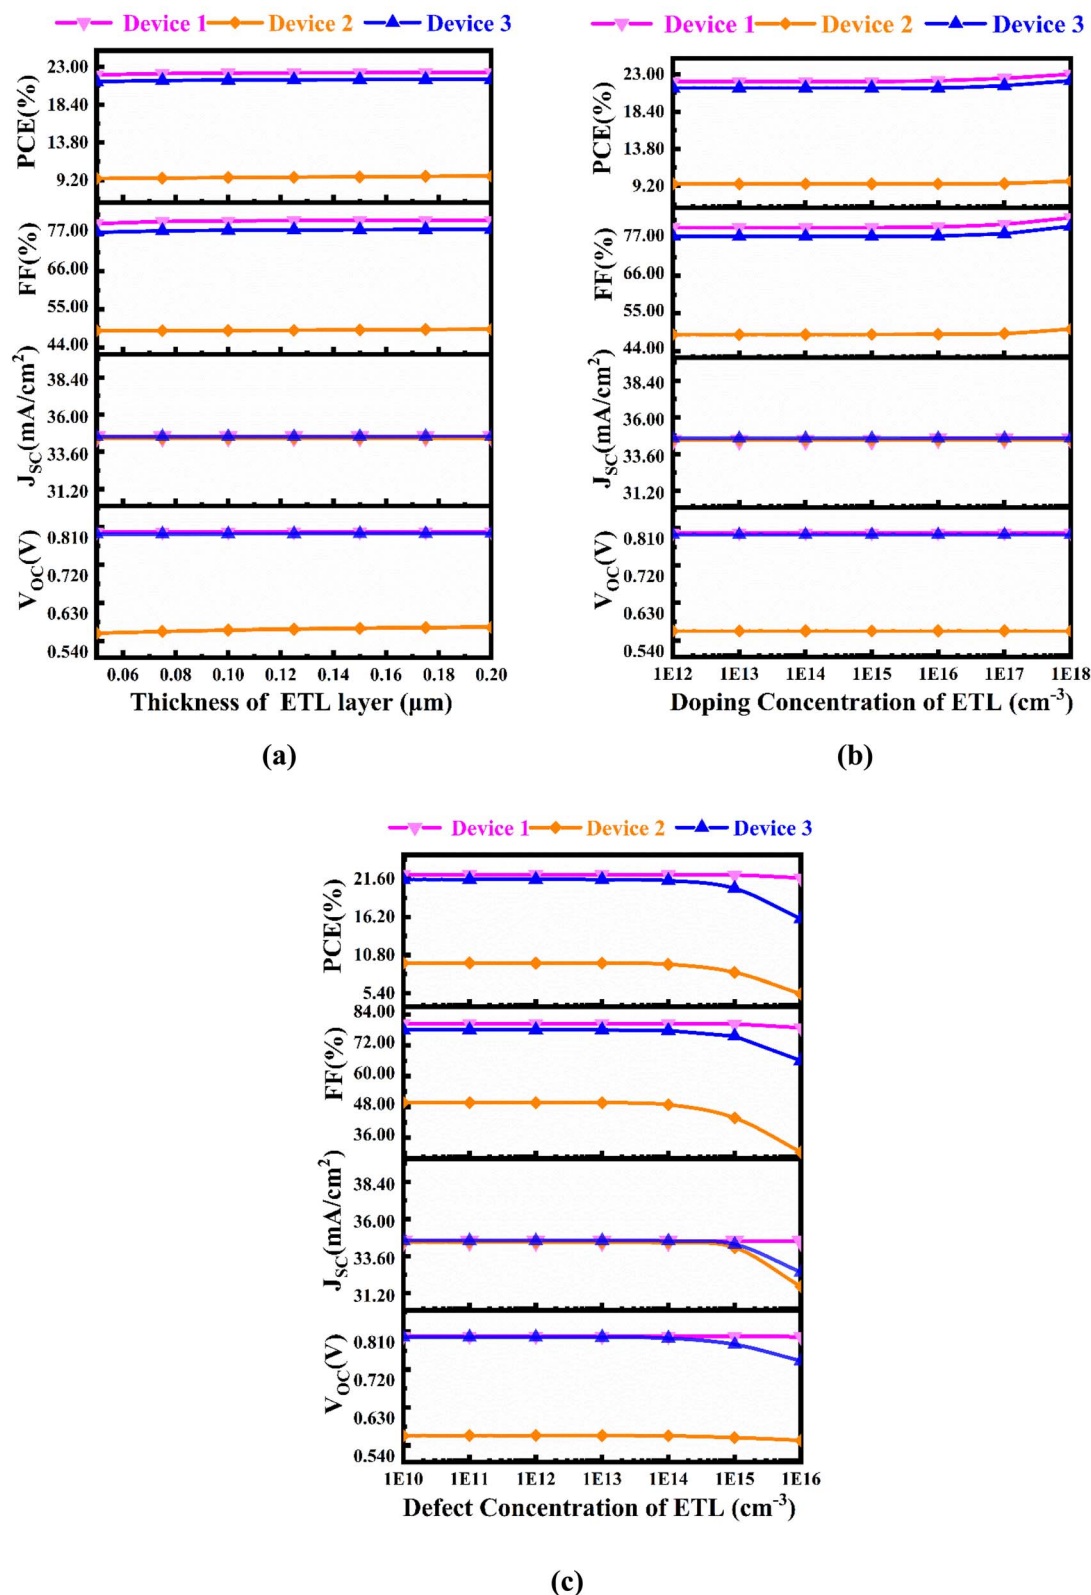 Device 1 Device 2 Device 3
PCE(%)
23.00
18.40
13.80
9.20
FF(%)
77.00
66.00
55.00
44.00
J_SC(mA/cm²)
38.40
36.00
33.60
31.20
V_OC(V)
0.810
0.720
0.630
0.540
0.06 0.08 0.10 0.12 0.14 0.16 0.18 0.20
Thickness of ETL layer (µm)
(a)
Device 1 Device 2 Device 3
PCE(%)
23.00
18.40
13.80
9.20
FF(%)
77.00
66.00
55.00
44.00
J_SC(mA/cm²)
38.40
36.00
33.60
31.20
V_OC(V)
0.810
0.720
0.630
0.540
1E12 1E13 1E14 1E15 1E16 1E17 1E18
Doping Concentration of ETL (cm⁻³)
(b)
Device 1 Device 2 Device 3
PCE(%)
21.60
16.20
10.80
5.40
FF(%)
84.00
72.00
60.00
48.00
36.00
J_SC(mA/cm²)
38.40
36.00
33.60
31.20
V_OC(V)
0.810
0.720
0.630
0.540
1E10 1E11 1E12 1E13 1E14 1E15 1E16
Defect Concentration of ETL (cm⁻³)
(c)